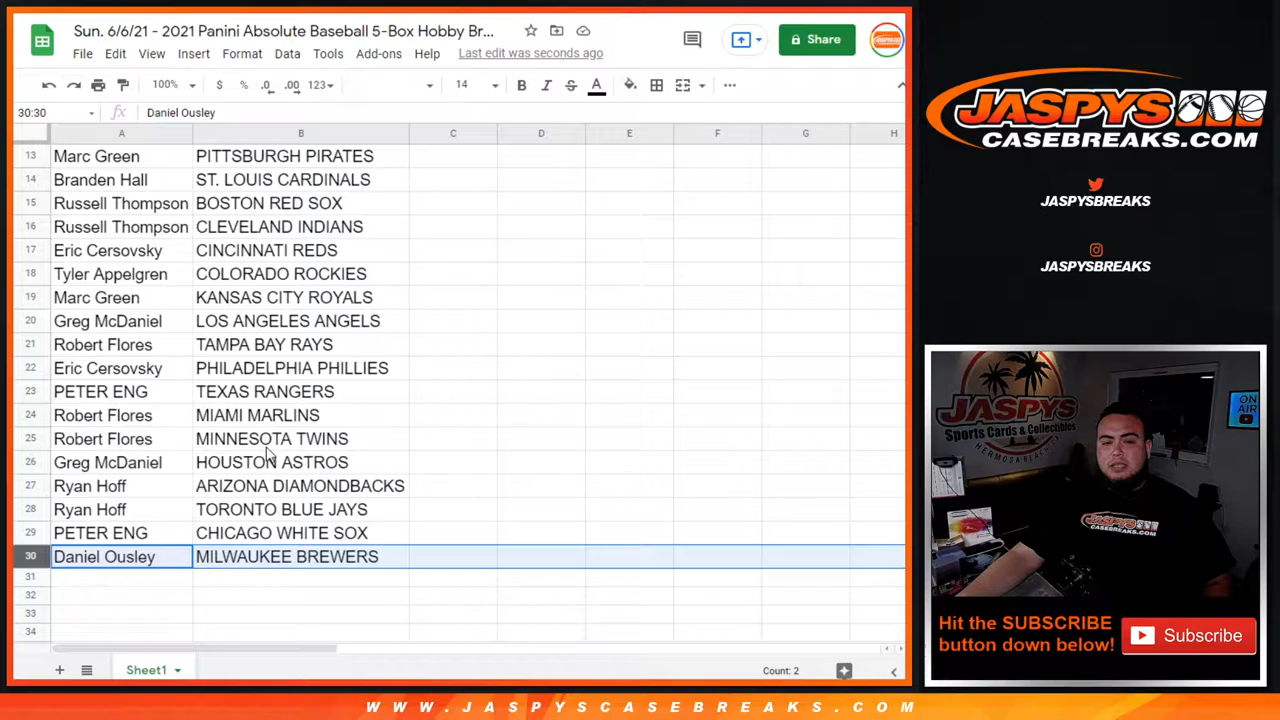 Sun. 6/6/21 - 2021 Panini Absolute Baseball 5-Box Hobby Br...
File Edit View Insert Format Data Tools Add-ons Help Last edit was seconds ago
Share
100% $ % .0 .00 123 14 B I S A ...
30:30 fx Daniel Ousley
A B C D E F G H
13 Marc Green PITTSBURGH PIRATES
14 Branden Hall ST. LOUIS CARDINALS
15 Russell Thompson BOSTON RED SOX
16 Russell Thompson CLEVELAND INDIANS
17 Eric Cersovsky CINCINNATI REDS
18 Tyler Appelgren COLORADO ROCKIES
19 Marc Green KANSAS CITY ROYALS
20 Greg McDaniel LOS ANGELES ANGELS
21 Robert Flores TAMPA BAY RAYS
22 Eric Cersovsky PHILADELPHIA PHILLIES
23 PETER ENG TEXAS RANGERS
24 Robert Flores MIAMI MARLINS
25 Robert Flores MINNESOTA TWINS
26 Greg McDaniel HOUSTON ASTROS
27 Ryan Hoff ARIZONA DIAMONDBACKS
28 Ryan Hoff TORONTO BLUE JAYS
29 PETER ENG CHICAGO WHITE SOX
30 Daniel Ousley MILWAUKEE BREWERS
31
32
33
34
Sheet1 Count: 2
JASPYS
CASEBREAKS.COM
JASPYSBREAKS
JASPYSBREAKS
JASPYS
Sports Cards & Collectibles
HERMOSA BEACH
ON
AIR
JASPYS
CASEBREAKS.COM
Hit the SUBSCRIBE
button down below!
Subscribe
WWW.JASPYSCASEBREAKS.COM